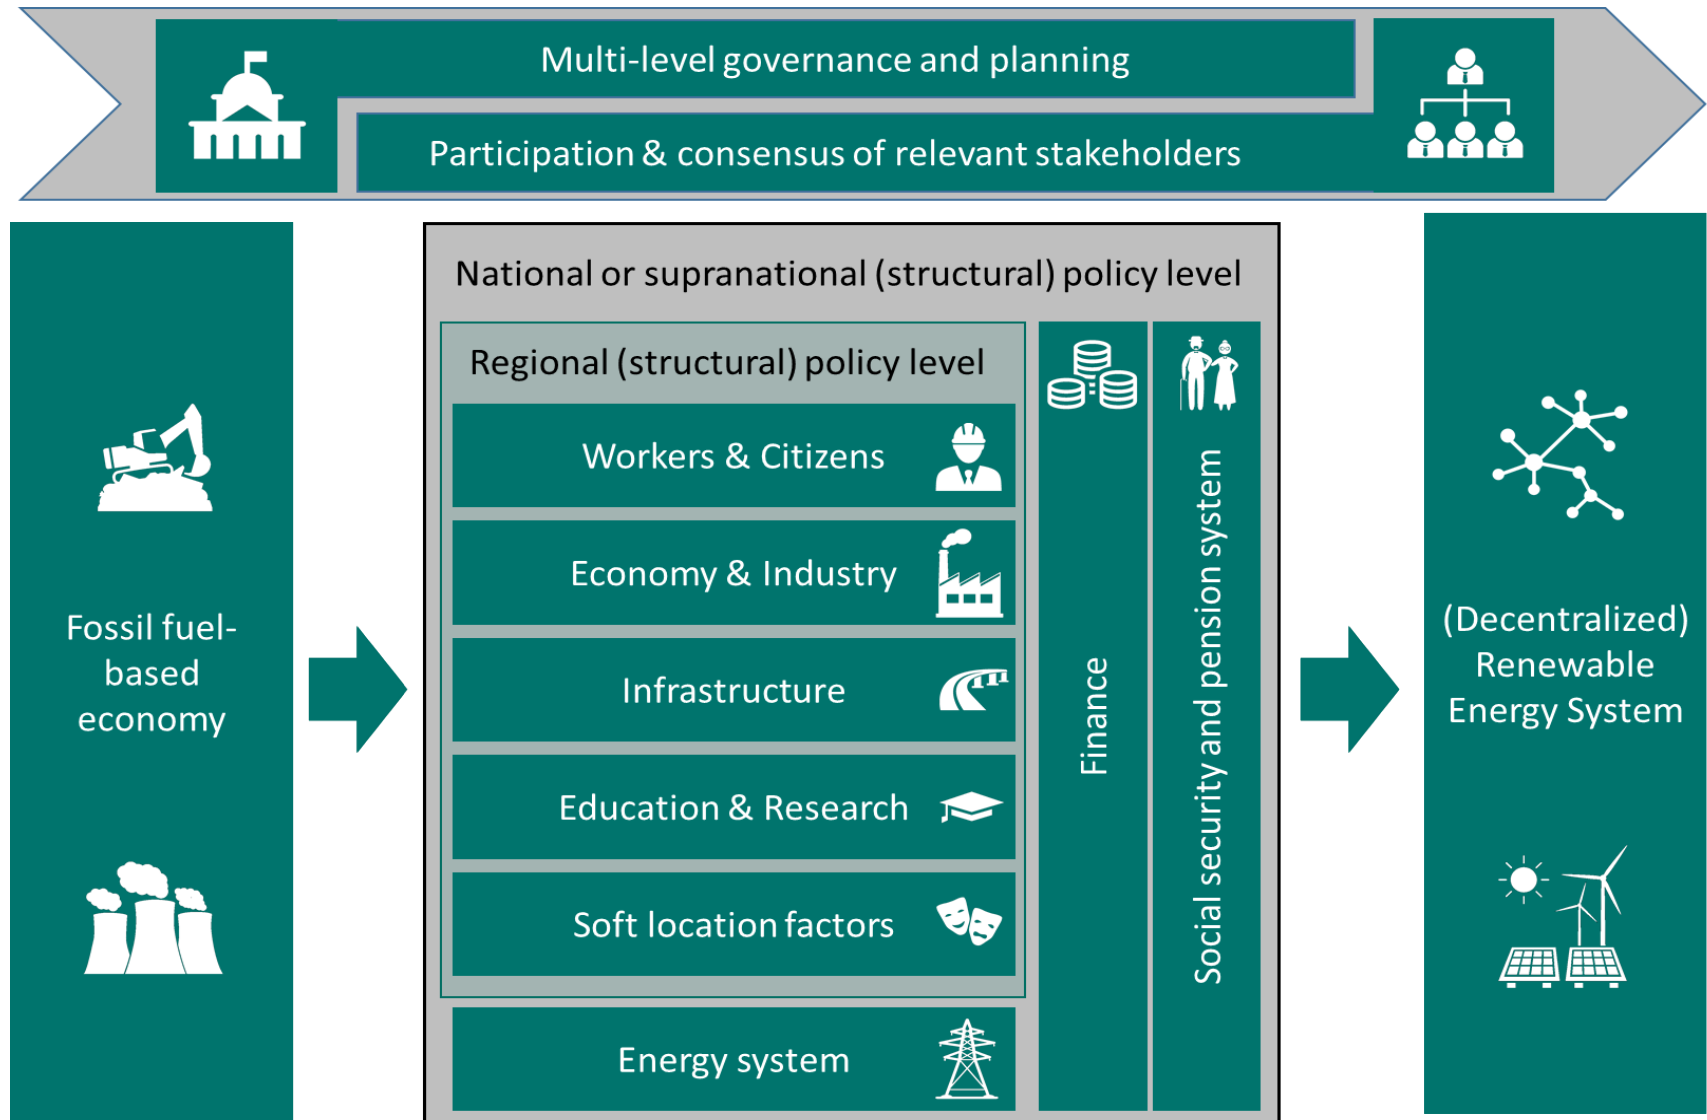 Multi-level governance and planning
Participation & consensus of relevant stakeholders
Fossil fuel-
based
economy
National or supranational (structural) policy level
Regional (structural) policy level
Workers & Citizens
Economy & Industry
Infrastructure
Education & Research
Soft location factors
Energy system
Finance
Social security and pension system
(Decentralized)
Renewable
Energy System